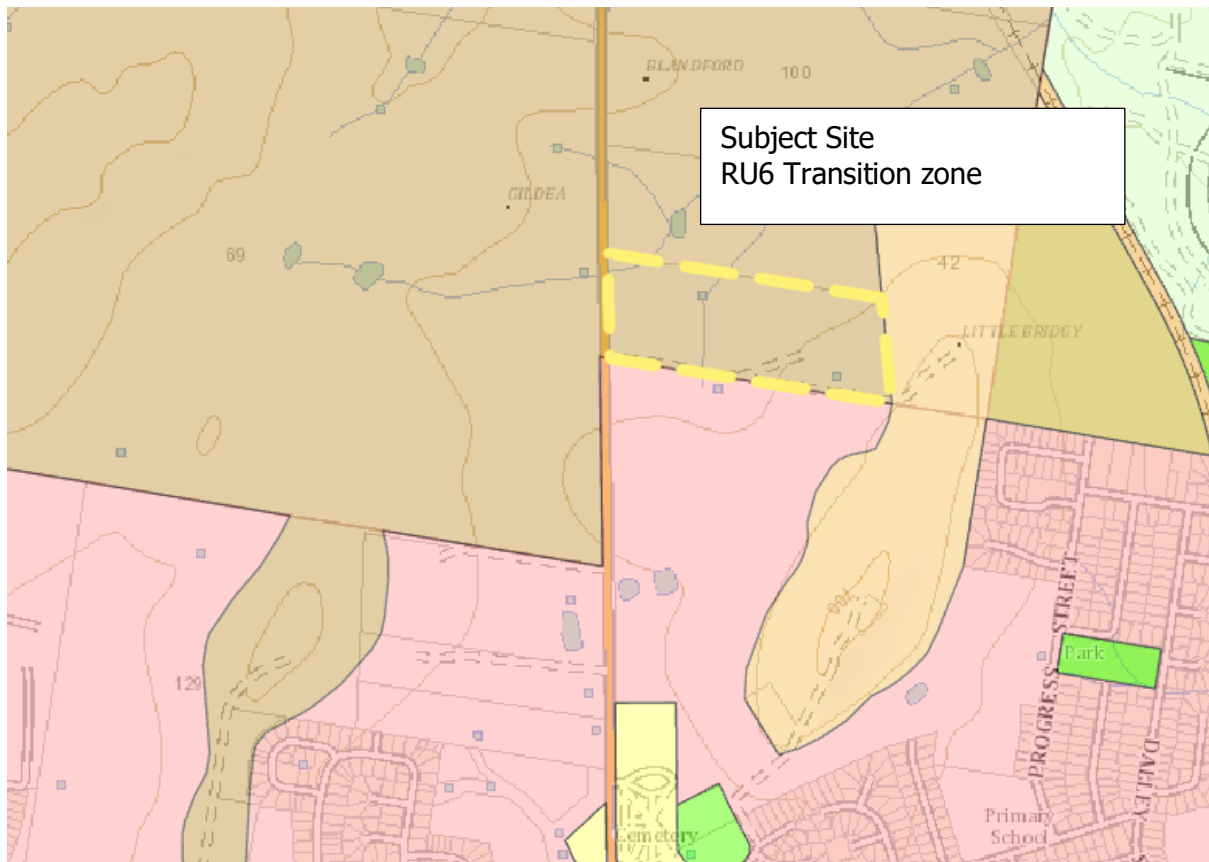 BLANDFORD
100
Subject Site
RU6 Transition zone
GILDEA
69
42
LITTLE BRIDGY
PROGRESS STREET
Park
129
DALLEY
Primary
School
Cemetery